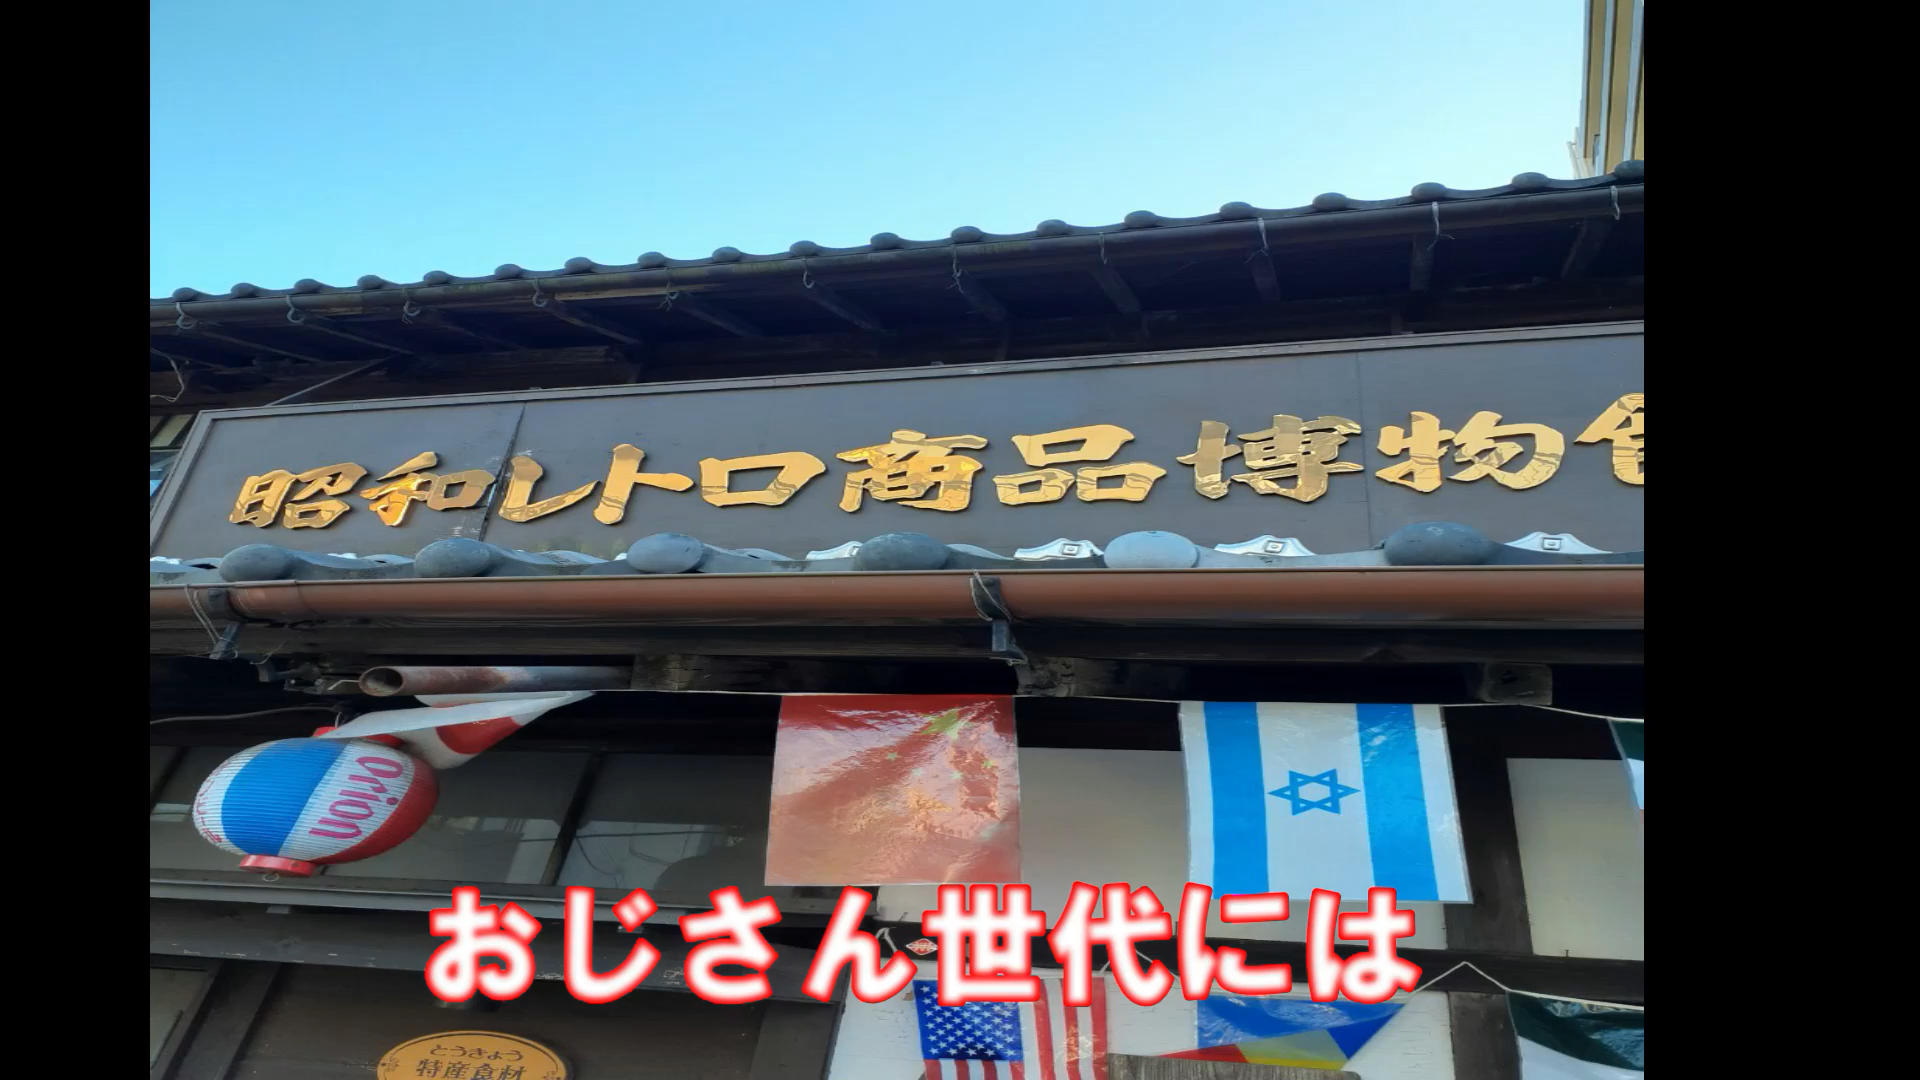 昭和レトロ商品博物館
orion
おじさん世代には
とうきょう
特産食材